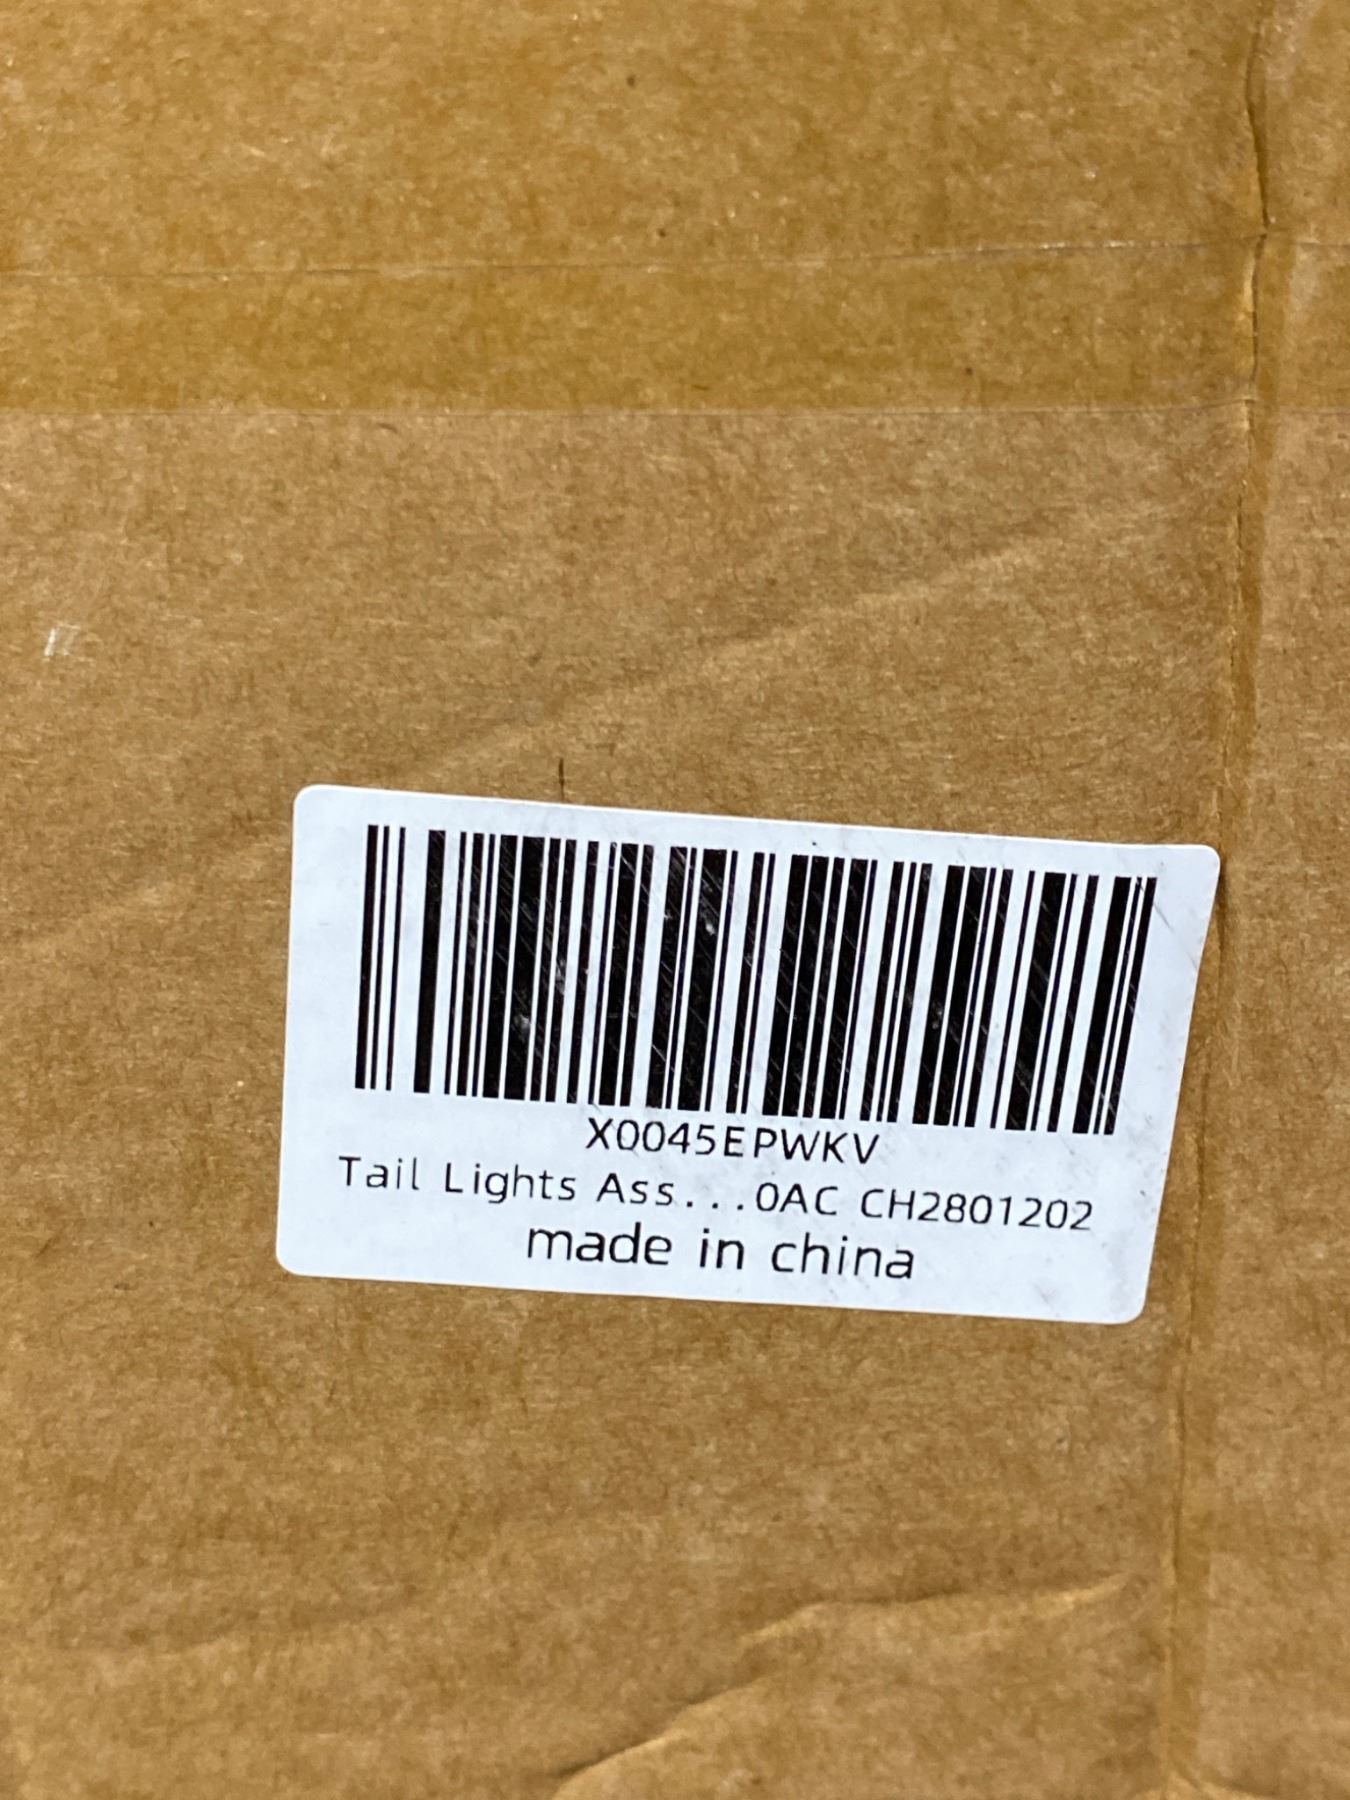 X0045EPWKV
Tail Lights Ass...0AC CH2801202
made in china